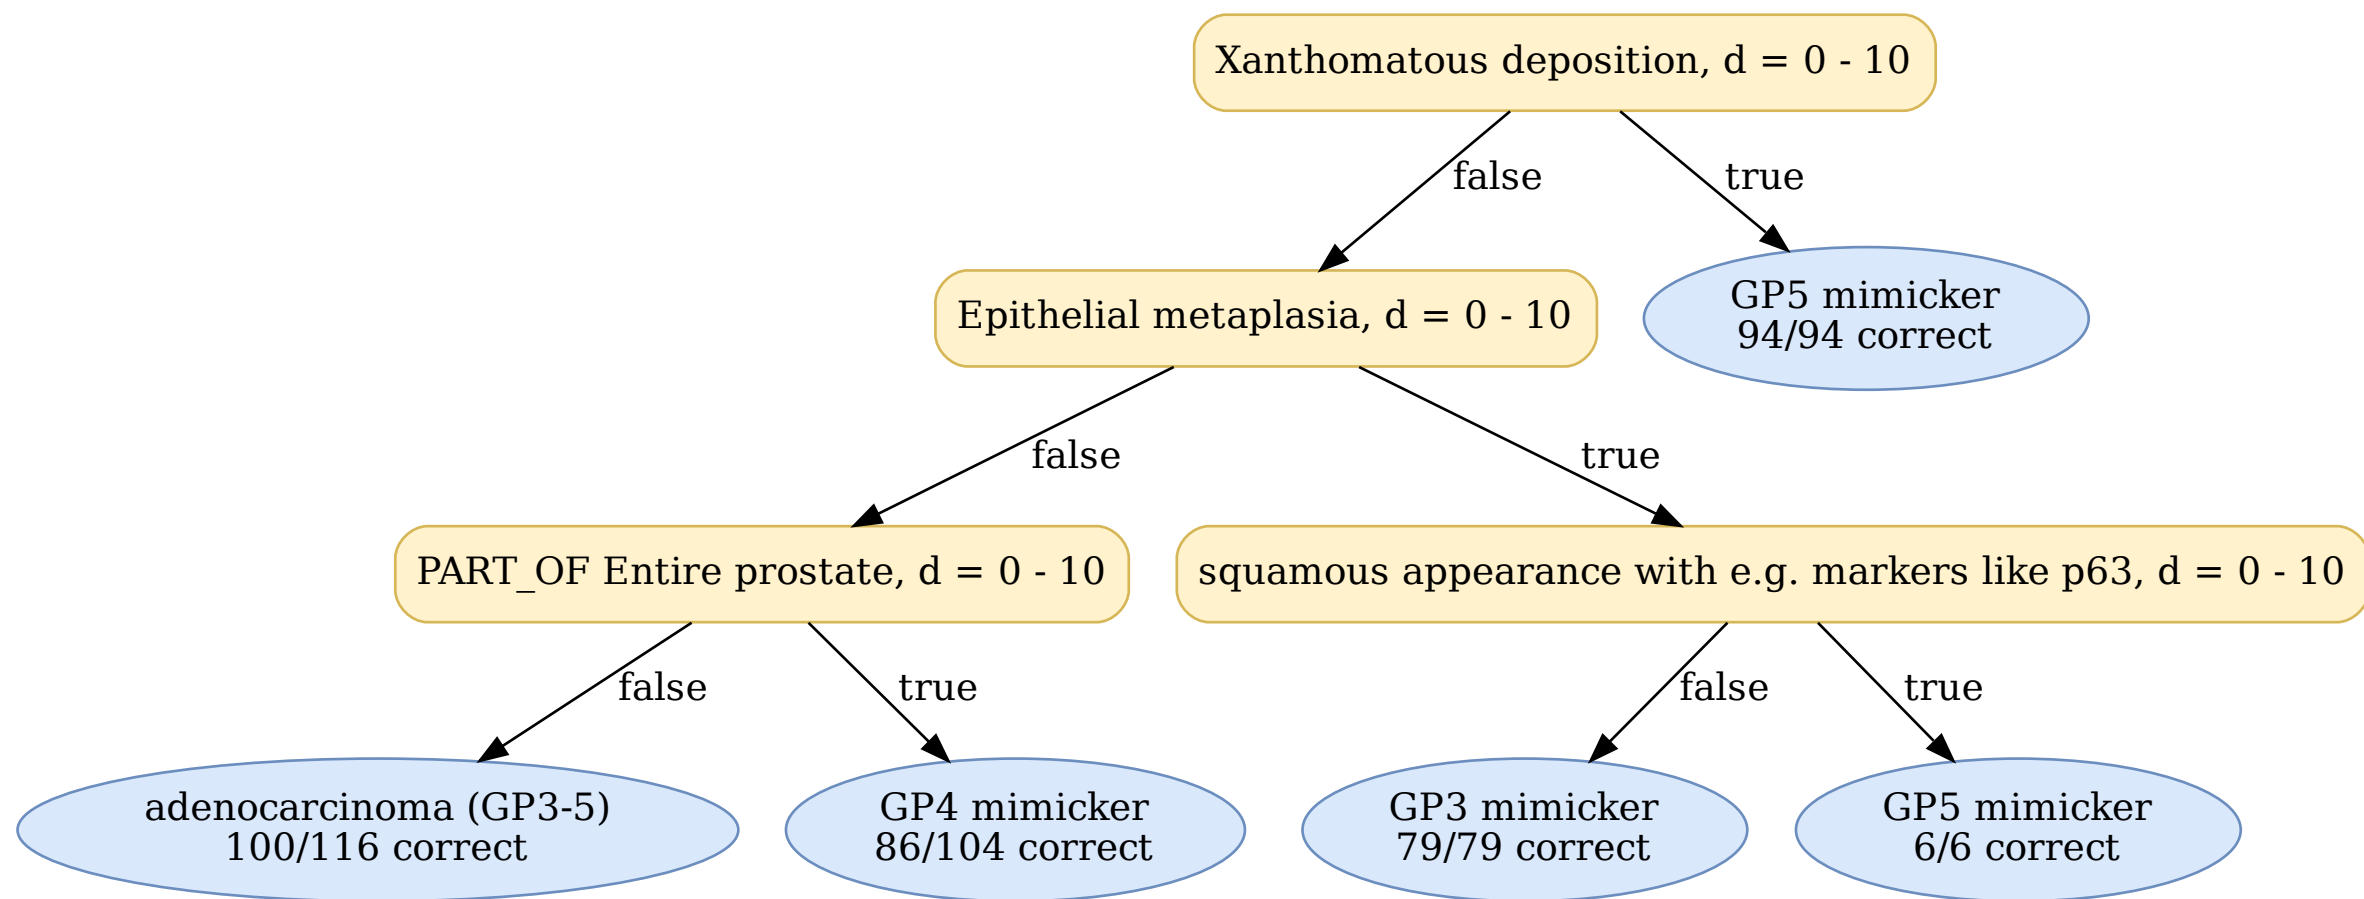 Xanthomatous deposition, d = 0 - 10
false
true
Epithelial metaplasia, d = 0 - 10
GP5 mimicker
94/94 correct
false
true
PART_OF Entire prostate, d = 0 - 10
squamous appearance with e.g. markers like p63, d = 0 - 10
false
true
false
true
adenocarcinoma (GP3-5)
100/116 correct
GP4 mimicker
86/104 correct
GP3 mimicker
79/79 correct
GP5 mimicker
6/6 correct